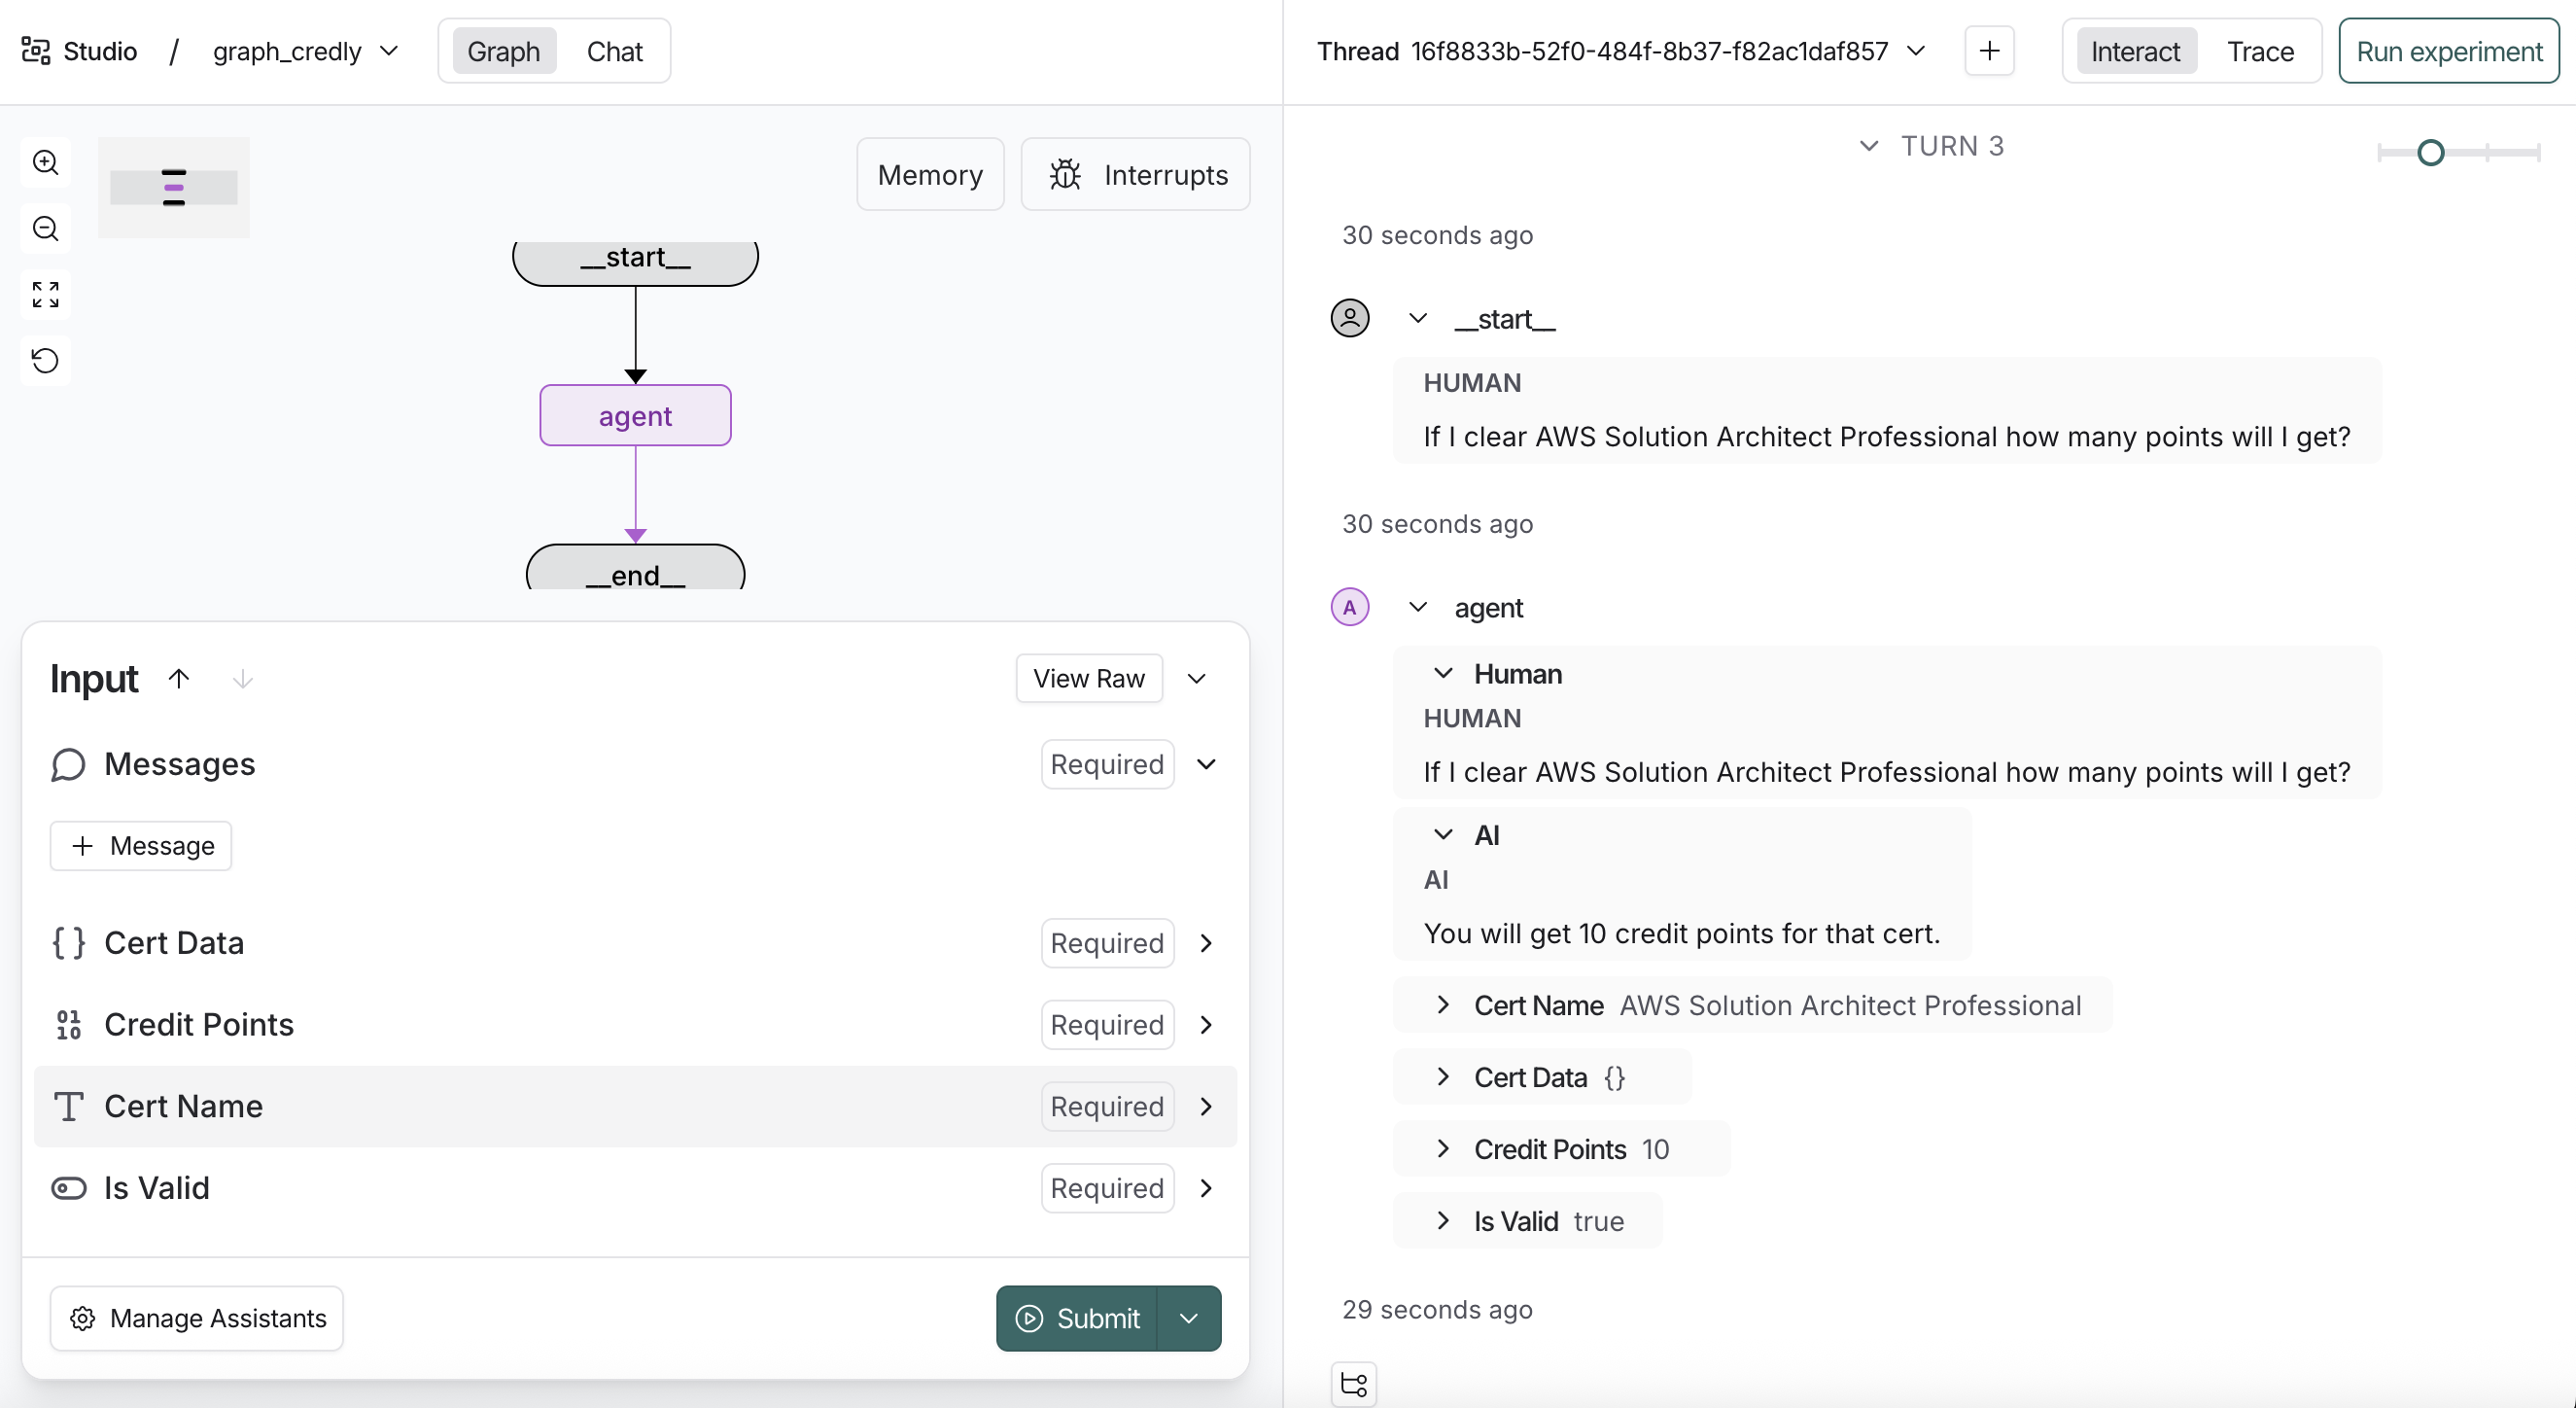 Studio / graph_credly Graph Chat
Memory Interrupts
__start__
agent
__end__
Input View Raw
Messages Required
+ Message
{ } Cert Data Required
01
10 Credit Points Required
T Cert Name Required
Is Valid Required
Manage Assistants Submit
Thread 16f8833b-52f0-484f-8b37-f82ac1daf857 + Interact Trace Run experiment
TURN 3
30 seconds ago
__start__
HUMAN
If I clear AWS Solution Architect Professional how many points will I get?
30 seconds ago
A agent
Human
HUMAN
If I clear AWS Solution Architect Professional how many points will I get?
AI
AI
You will get 10 credit points for that cert.
Cert Name AWS Solution Architect Professional
Cert Data {}
Credit Points 10
Is Valid true
29 seconds ago